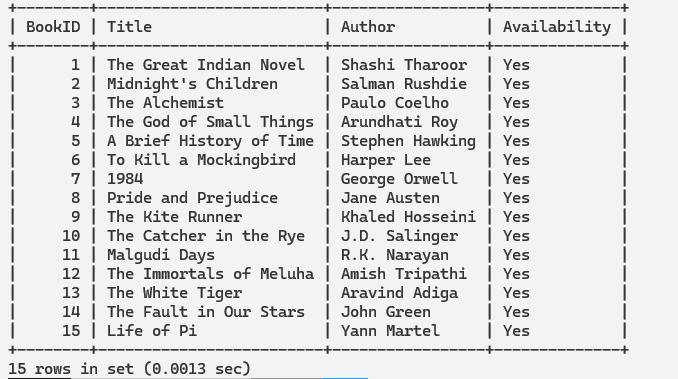 +--------+--------------------------+-----------------+--------------+
| BookID | Title                    | Author          | Availability |
+--------+--------------------------+-----------------+--------------+
|      1 | The Great Indian Novel   | Shashi Tharoor  | Yes          |
|      2 | Midnight's Children      | Salman Rushdie  | Yes          |
|      3 | The Alchemist            | Paulo Coelho    | Yes          |
|      4 | The God of Small Things  | Arundhati Roy   | Yes          |
|      5 | A Brief History of Time  | Stephen Hawking | Yes          |
|      6 | To Kill a Mockingbird    | Harper Lee      | Yes          |
|      7 | 1984                     | George Orwell   | Yes          |
|      8 | Pride and Prejudice      | Jane Austen     | Yes          |
|      9 | The Kite Runner          | Khaled Hosseini | Yes          |
|     10 | The Catcher in the Rye   | J.D. Salinger   | Yes          |
|     11 | Malgudi Days             | R.K. Narayan    | Yes          |
|     12 | The Immortals of Meluha  | Amish Tripathi  | Yes          |
|     13 | The White Tiger          | Aravind Adiga   | Yes          |
|     14 | The Fault in Our Stars   | John Green      | Yes          |
|     15 | Life of Pi               | Yann Martel     | Yes          |
+--------+--------------------------+-----------------+--------------+
15 rows in set (0.0013 sec)